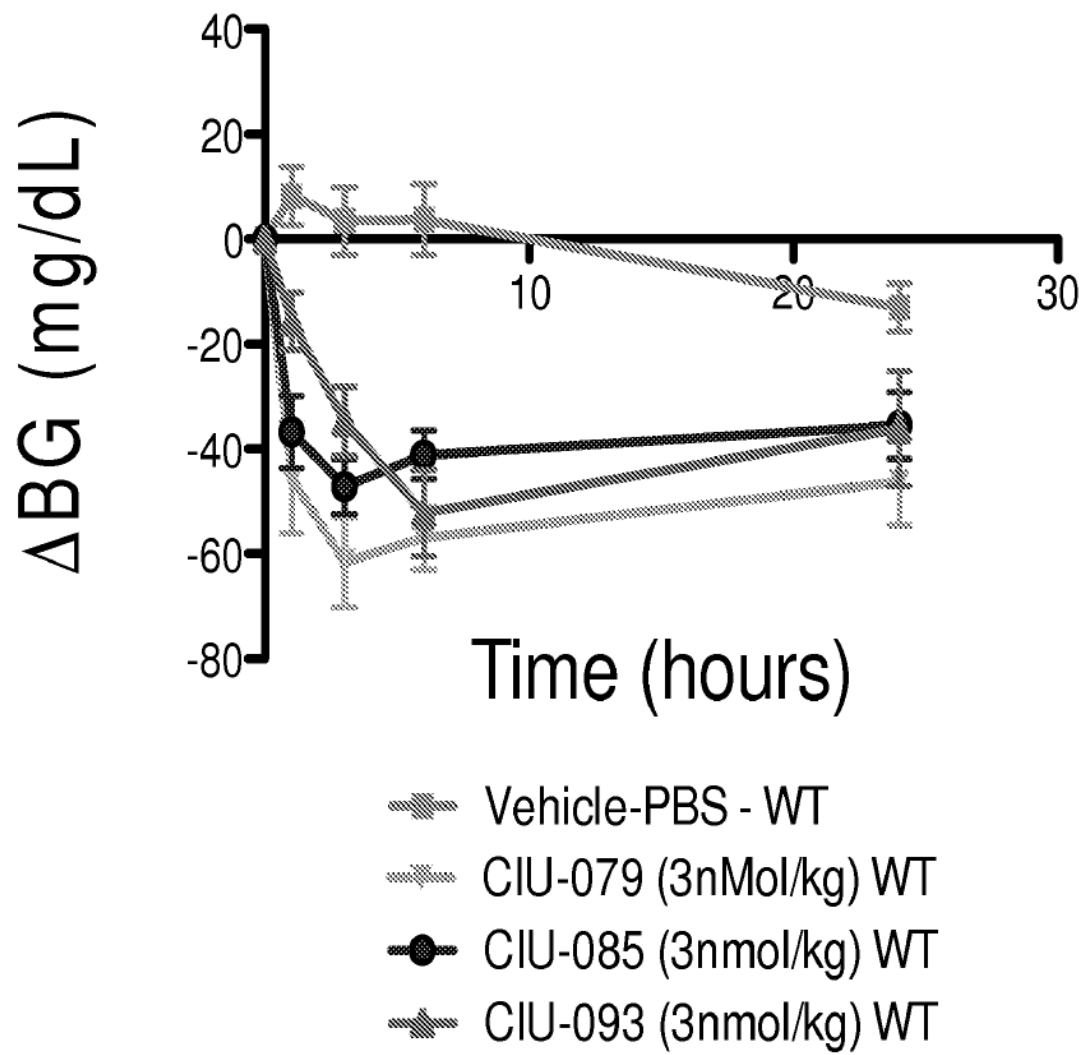 40
20
0
-20
-40
-60
-80
10 20 30
ΔBG (mg/dL)
Time (hours)
Vehicle-PBS - WT
CIU-079 (3nMol/kg) WT
CIU-085 (3nmol/kg) WT
CIU-093 (3nmol/kg) WT